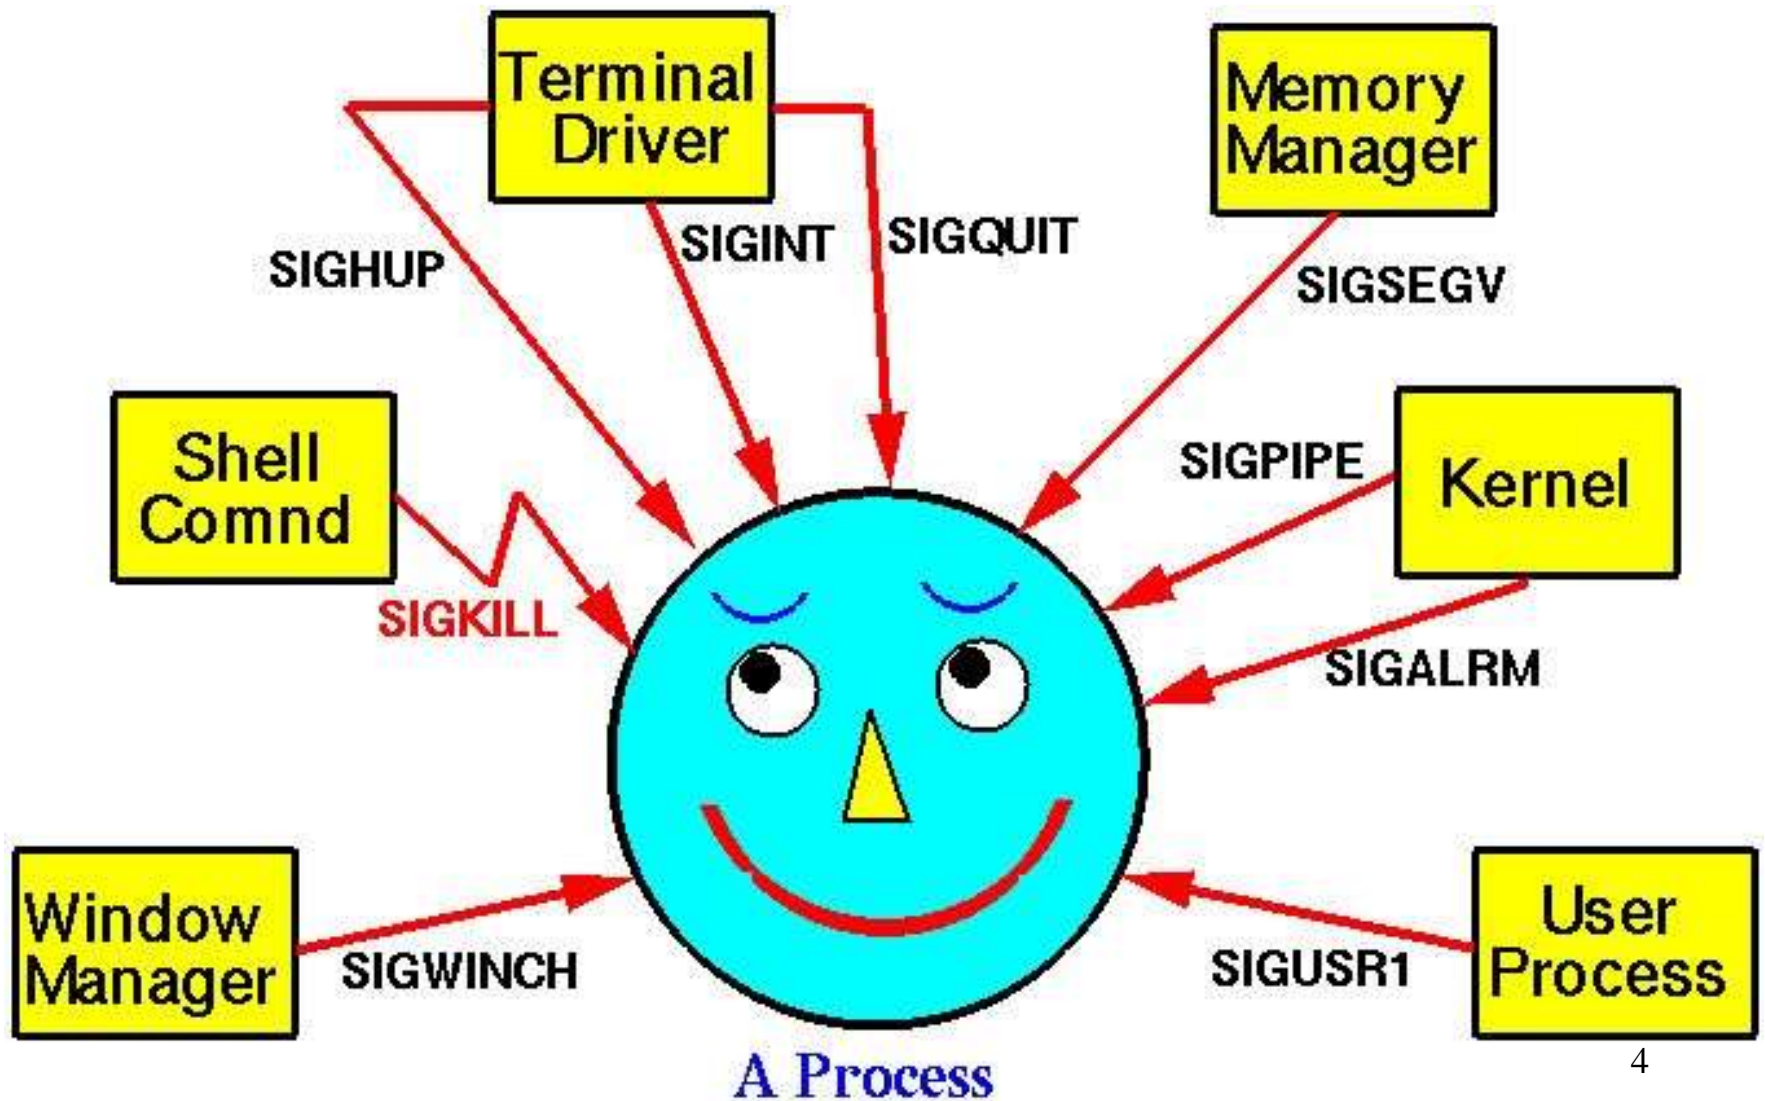 Terminal
Driver
Memory
Manager
SIGHUP
SIGINT
SIGQUIT
SIGSEGV
Shell
Comnd
SIGPIPE
Kernel
SIGKILL
SIGALRM
Window
Manager
SIGWINCH
SIGUSR1
User
Process
A Process
4